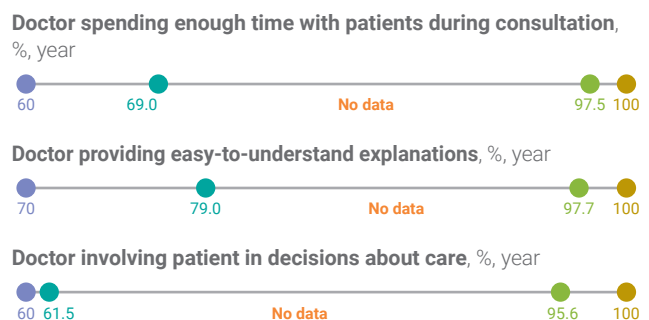 Doctor spending enough time with patients during consultation,
%, year
60 69.0 No data 97.5 100
Doctor providing easy-to-understand explanations, %, year
70 79.0 No data 97.7 100
Doctor involving patient in decisions about care, %, year
60 61.5 No data 95.6 100